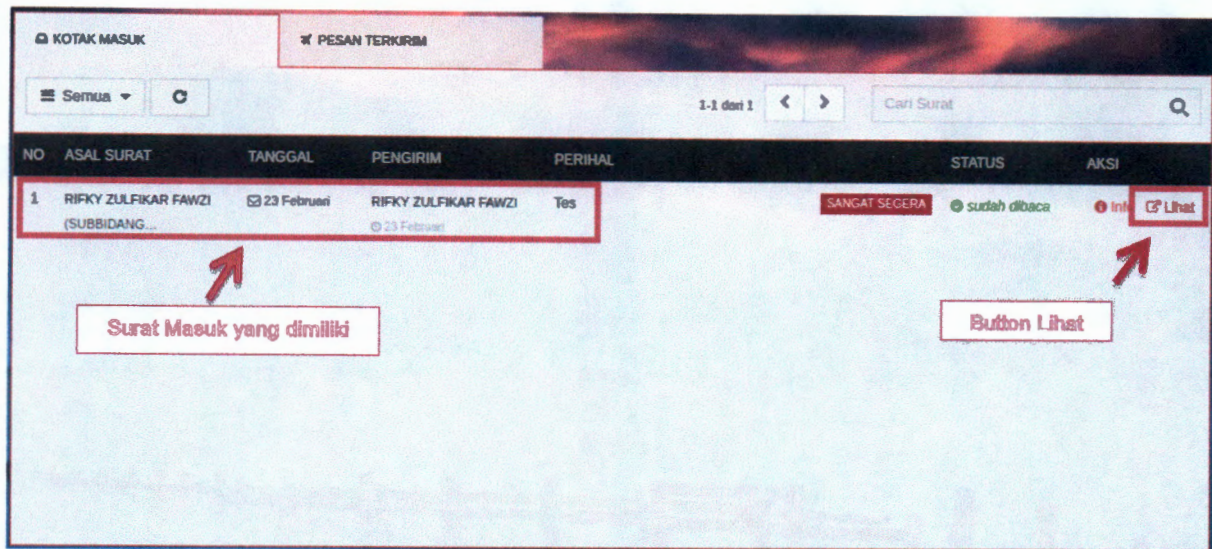 KOTAK MASUK
PESAN TERKIRIM
Semua
1-1 dari 1
Cari Surat
NO ASAL SURAT TANGGAL PENGIRIM PERIHAL STATUS AKSI
1 RIFKY ZULFIKAR FAWZI 23 Februari RIFKY ZULFIKAR FAWZI Tes SANGAT SEGERA sudah dibaca Info Lihat
(SUBBIDANG... 23 Februari
Surat Masuk yang dimiliki
Button Lihat